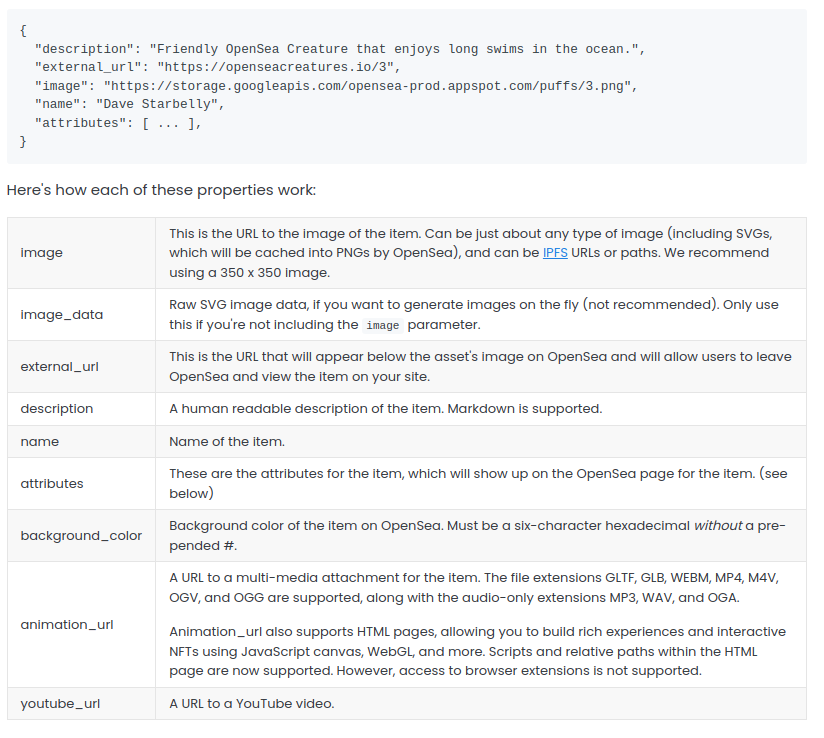 {
  "description": "Friendly OpenSea Creature that enjoys long swims in the ocean.",
  "external_url": "https://openseacreatures.io/3",
  "image": "https://storage.googleapis.com/opensea-prod.appspot.com/puffs/3.png",
  "name": "Dave Starbelly",
  "attributes": [ ... ],
}
Here's how each of these properties work:
image
This is the URL to the image of the item. Can be just about any type of image (including SVGs,
which will be cached into PNGs by OpenSea), and can be IPFS URLs or paths. We recommend
using a 350 x 350 image.
image_data
Raw SVG image data, if you want to generate images on the fly (not recommended). Only use
this if you're not including the image parameter.
external_url
This is the URL that will appear below the asset's image on OpenSea and will allow users to leave
OpenSea and view the item on your site.
description
A human readable description of the item. Markdown is supported.
name
Name of the item.
attributes
These are the attributes for the item, which will show up on the OpenSea page for the item. (see
below)
background_color
Background color of the item on OpenSea. Must be a six-character hexadecimal without a pre-
pended #.
animation_url
A URL to a multi-media attachment for the item. The file extensions GLTF, GLB, WEBM, MP4, M4V,
OGV, and OGG are supported, along with the audio-only extensions MP3, WAV, and OGA.
Animation_url also supports HTML pages, allowing you to build rich experiences and interactive
NFTs using JavaScript canvas, WebGL, and more. Scripts and relative paths within the HTML
page are now supported. However, access to browser extensions is not supported.
youtube_url
A URL to a YouTube video.